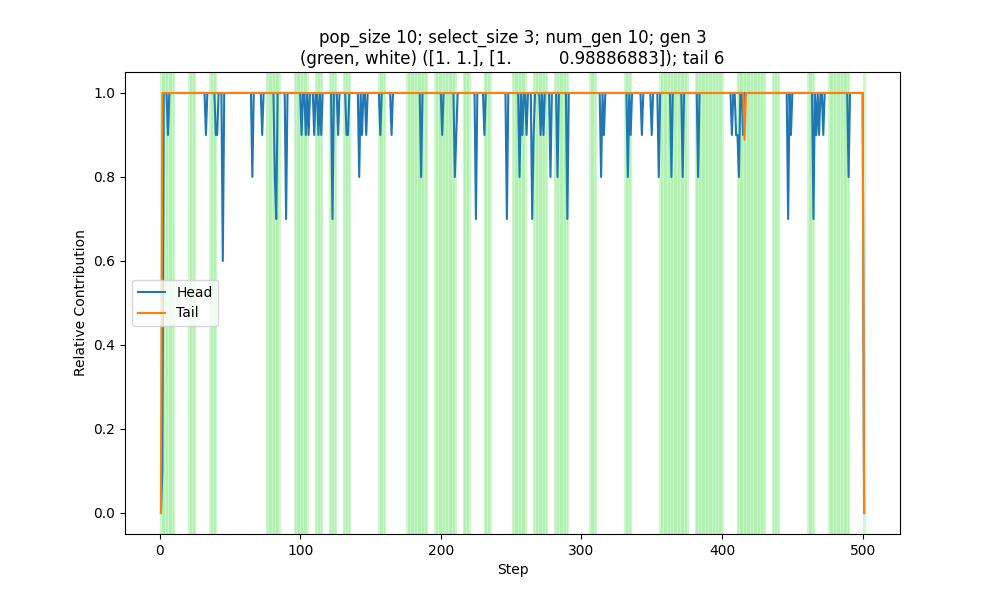 pop_size 10; select_size 3; num_gen 10; gen 3
(green, white) ([1. 1.], [1.          0.98886883]); tail 6
1.0
0.8
0.6
0.4
0.2
0.0
Relative Contribution
Head
Tail
0 100 200 300 400 500
Step